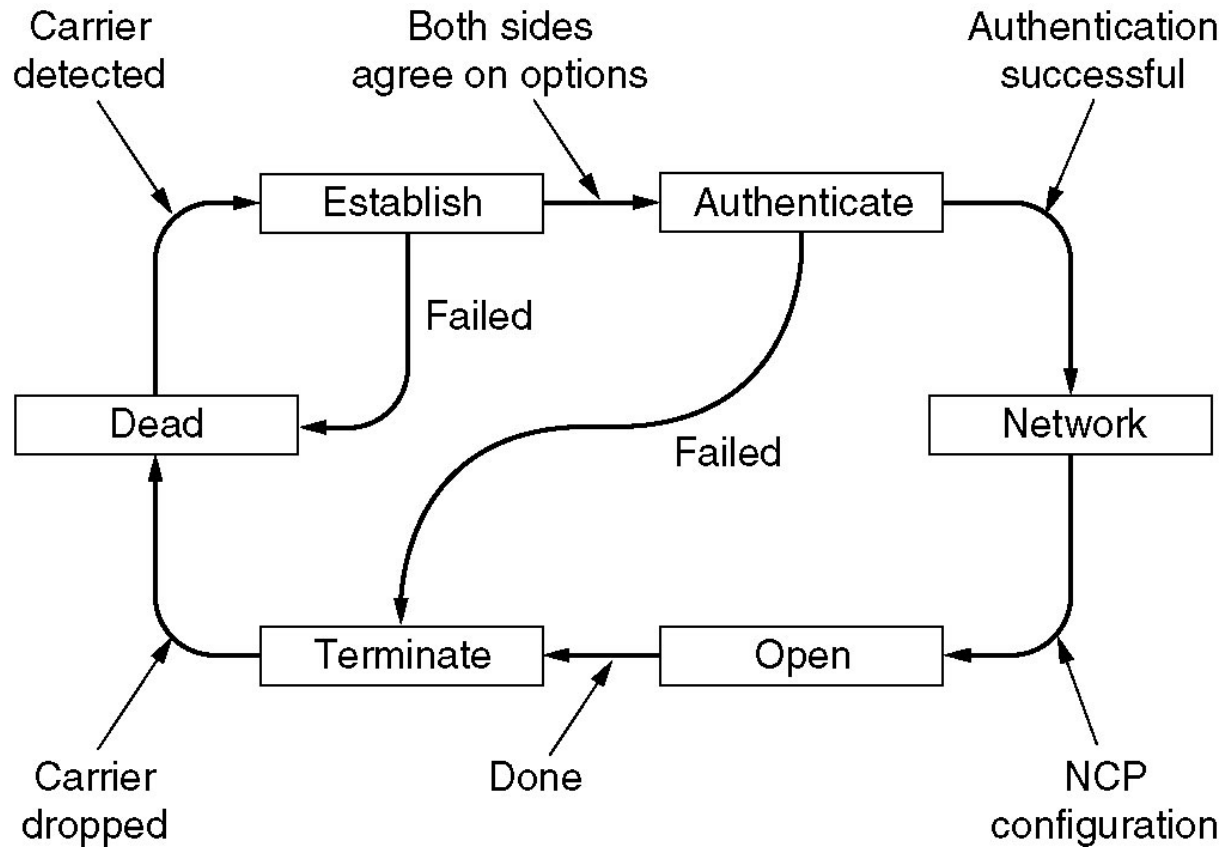 Carrier
detected
Both sides
agree on options
Authentication
successful
Establish
Authenticate
Failed
Dead
Failed
Network
Terminate
Open
Carrier
dropped
Done
NCP
configuration